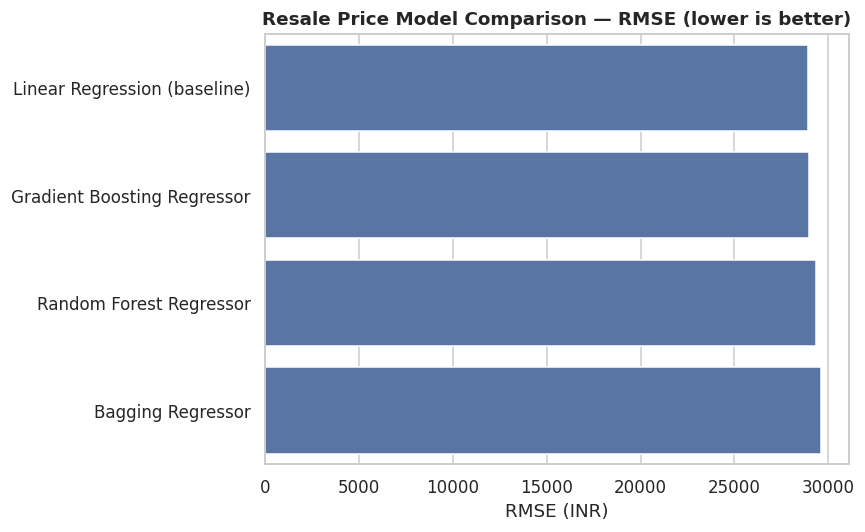 Resale Price Model Comparison — RMSE (lower is better)
Linear Regression (baseline)
Gradient Boosting Regressor
Random Forest Regressor
Bagging Regressor
0 5000 10000 15000 20000 25000 30000
RMSE (INR)